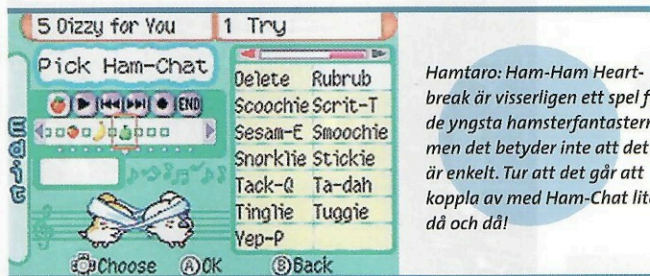 5 Dizzy for You
1 Try
Pick Ham-Chat
END
Delete Rubrub
Scoochie Scrit-T
Sesam-E Smoochie
Snorklie Stickie
Tack-Q Ta-dah
Tinglie Tuggie
Yep-P
Choose
A OK
B Back
Hamtaro: Ham-Ham Heart-
break är visserligen ett spel f
de yngsta hamsterfantaster
men det betyder inte att det
är enkelt. Tur att det går att
koppla av med Ham-Chat lit
då och då!